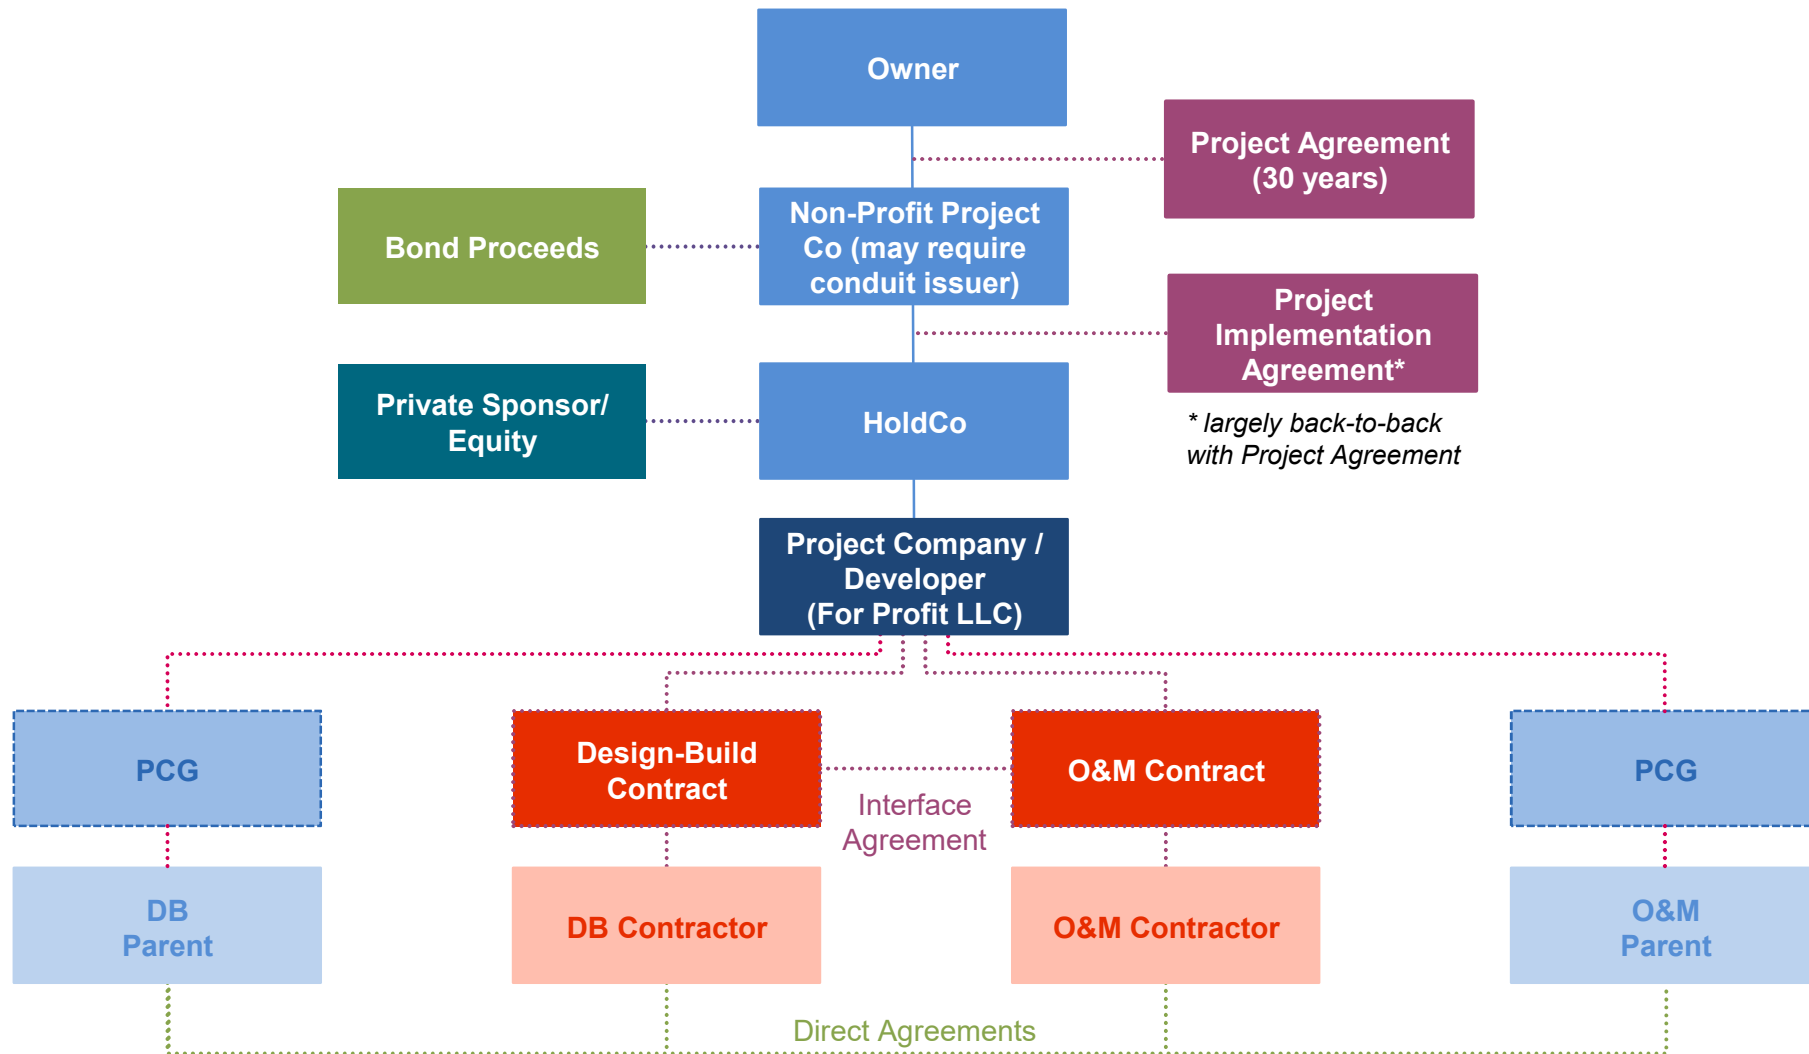 Owner
Project Agreement
(30 years)
Bond Proceeds
Non-Profit Project
Co (may require
conduit issuer)
Project
Implementation
Agreement*
* largely back-to-back
with Project Agreement
Private Sponsor/
Equity
HoldCo
Project Company /
Developer
(For Profit LLC)
PCG
Design-Build
Contract
Interface
Agreement
O&M Contract
PCG
DB
Parent
DB Contractor
O&M Contractor
O&M
Parent
Direct Agreements